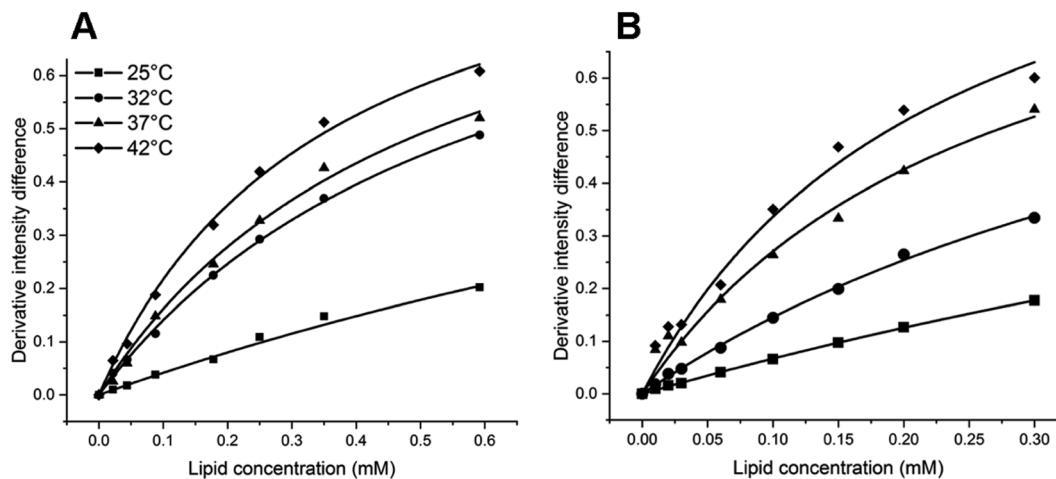 A
25°C
32°C
37°C
42°C
Derivative intensity difference
0.6
0.5
0.4
0.3
0.2
0.1
0.0
0.0 0.1 0.2 0.3 0.4 0.5 0.6
Lipid concentration (mM)
B
Derivative intensity difference
0.6
0.5
0.4
0.3
0.2
0.1
0.0
0.00 0.05 0.10 0.15 0.20 0.25 0.30
Lipid concentration (mM)